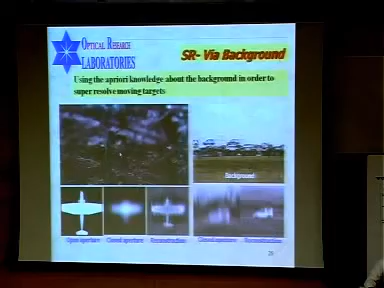 OPTICAL RESEARCH
LABORATORIES
SR- Via Background
Using the apriori knowledge about the background in order to
super resolve moving targets
Background
Open aperture Closed aperture Reconstruction Closed aperture Reconstruction